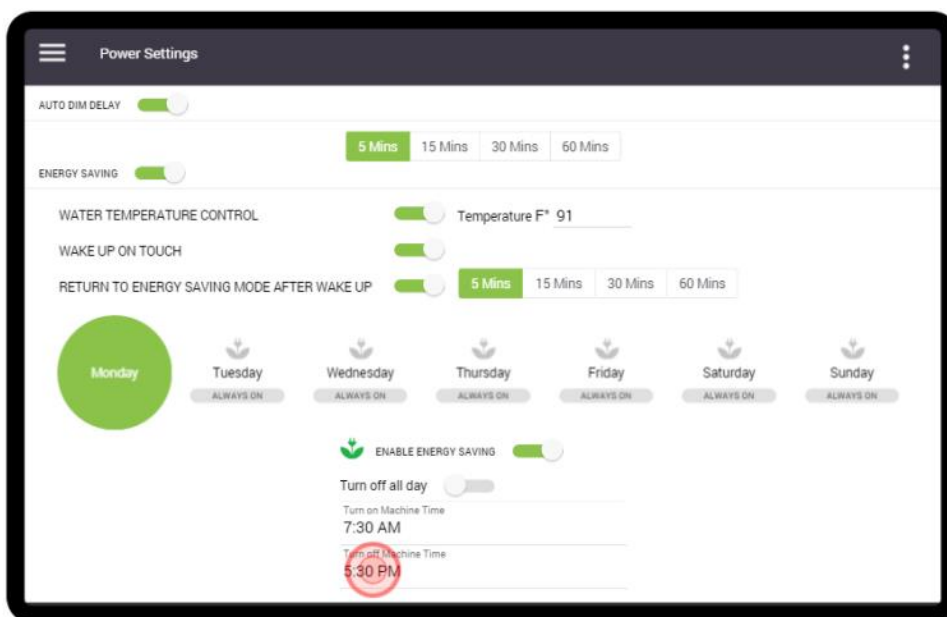 Power Settings
AUTO DIM DELAY
5 Mins 15 Mins 30 Mins 60 Mins
ENERGY SAVING
WATER TEMPERATURE CONTROL Temperature F° 91
WAKE UP ON TOUCH
RETURN TO ENERGY SAVING MODE AFTER WAKE UP 5 Mins 15 Mins 30 Mins 60 Mins
Monday Tuesday Wednesday Thursday Friday Saturday Sunday
ALWAYS ON ALWAYS ON ALWAYS ON ALWAYS ON ALWAYS ON ALWAYS ON
ENABLE ENERGY SAVING
Turn off all day
Turn on Machine Time
7:30 AM
Turn off Machine Time
5:30 PM